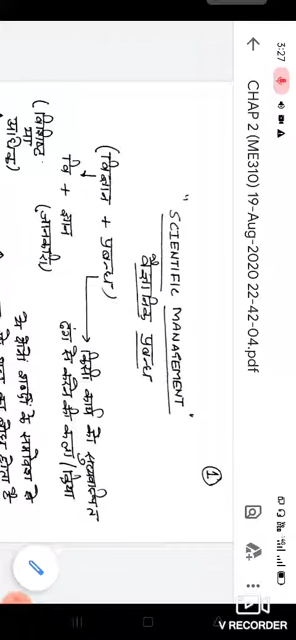 3:27
CHAP 2 (ME310) 19-Aug-2020 22-42-04.pdf
1
"SCIENTIFIC MANAGEMENT"
वैज्ञानिक प्रबन्ध
(विज्ञान + प्रबन्ध)
वि + ज्ञान
(जानकारी)
(विशिष्ट
या
किसी कार्य को सुव्यवस्थित
ढंग से करने की कला/क्रिया
V RECORDER